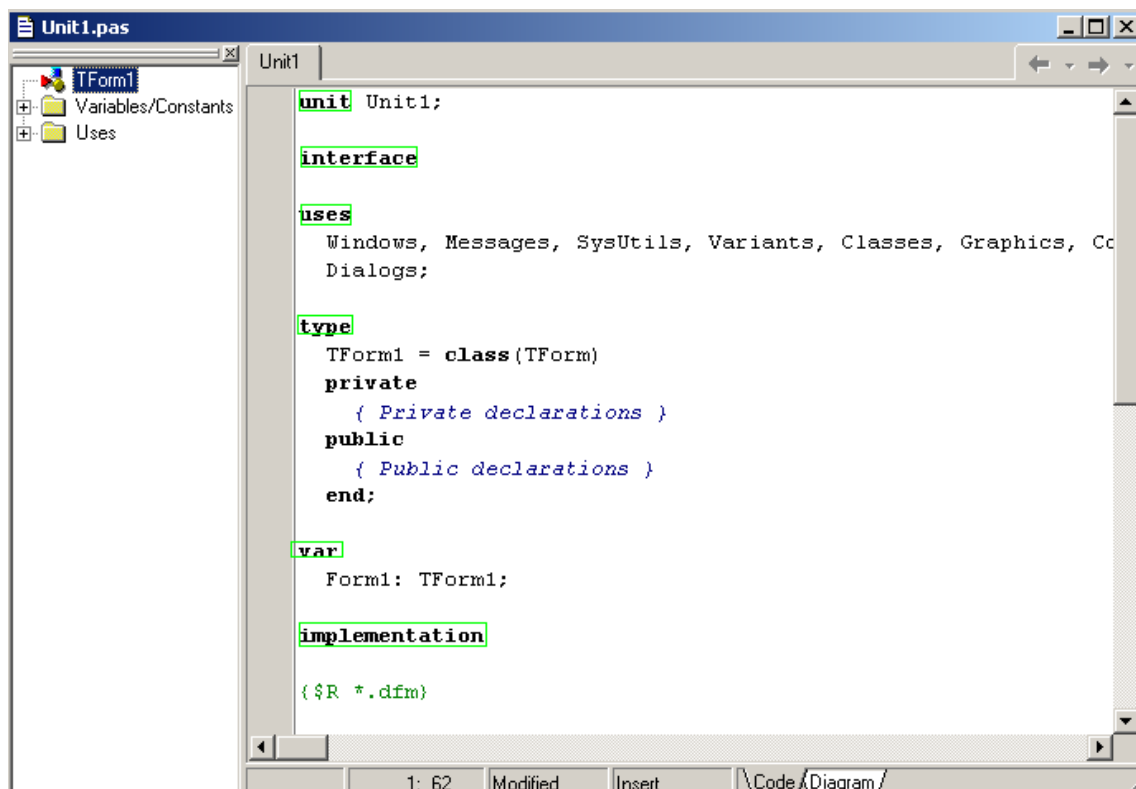 Unit1.pas
TForm1
Variables/Constants
Uses
Unit1
unit Unit1;
interface
uses
Windows, Messages, SysUtils, Variants, Classes, Graphics, Co
Dialogs;
type
TForm1 = class(TForm)
private
{ Private declarations }
public
{ Public declarations }
end;
var
Form1: TForm1;
implementation
{$R *.dfm}
1: 62 Modified Insert \Code/Diagram/